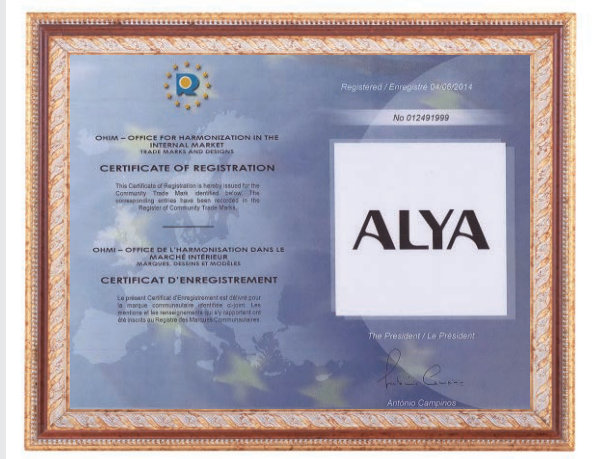 OHIM – OFFICE FOR HARMONIZATION IN THE
INTERNAL MARKET
TRADE MARKS AND DESIGNS
CERTIFICATE OF REGISTRATION
This Certificate of Registration is hereby issued for the
Community Trade Mark identified below. The
corresponding entries have been recorded in the
Register of Community Trade Marks.
OHMI – OFFICE DE L'HARMONISATION DANS LE
MARCHÉ INTÉRIEUR
MARQUES, DESSINS ET MODÈLES
CERTIFICAT D'ENREGISTREMENT
Le présent Certificat d'Enregistrement est délivré pour
la marque communautaire identifiée ci-joint. Les
mentions et les renseignements qui s'y rapportent ont
été inscrits au Registre des Marques Communautaires.
Registered / Enregistré 04/06/2014
No 012491999
ALYA
The President / Le Président
António Campinos